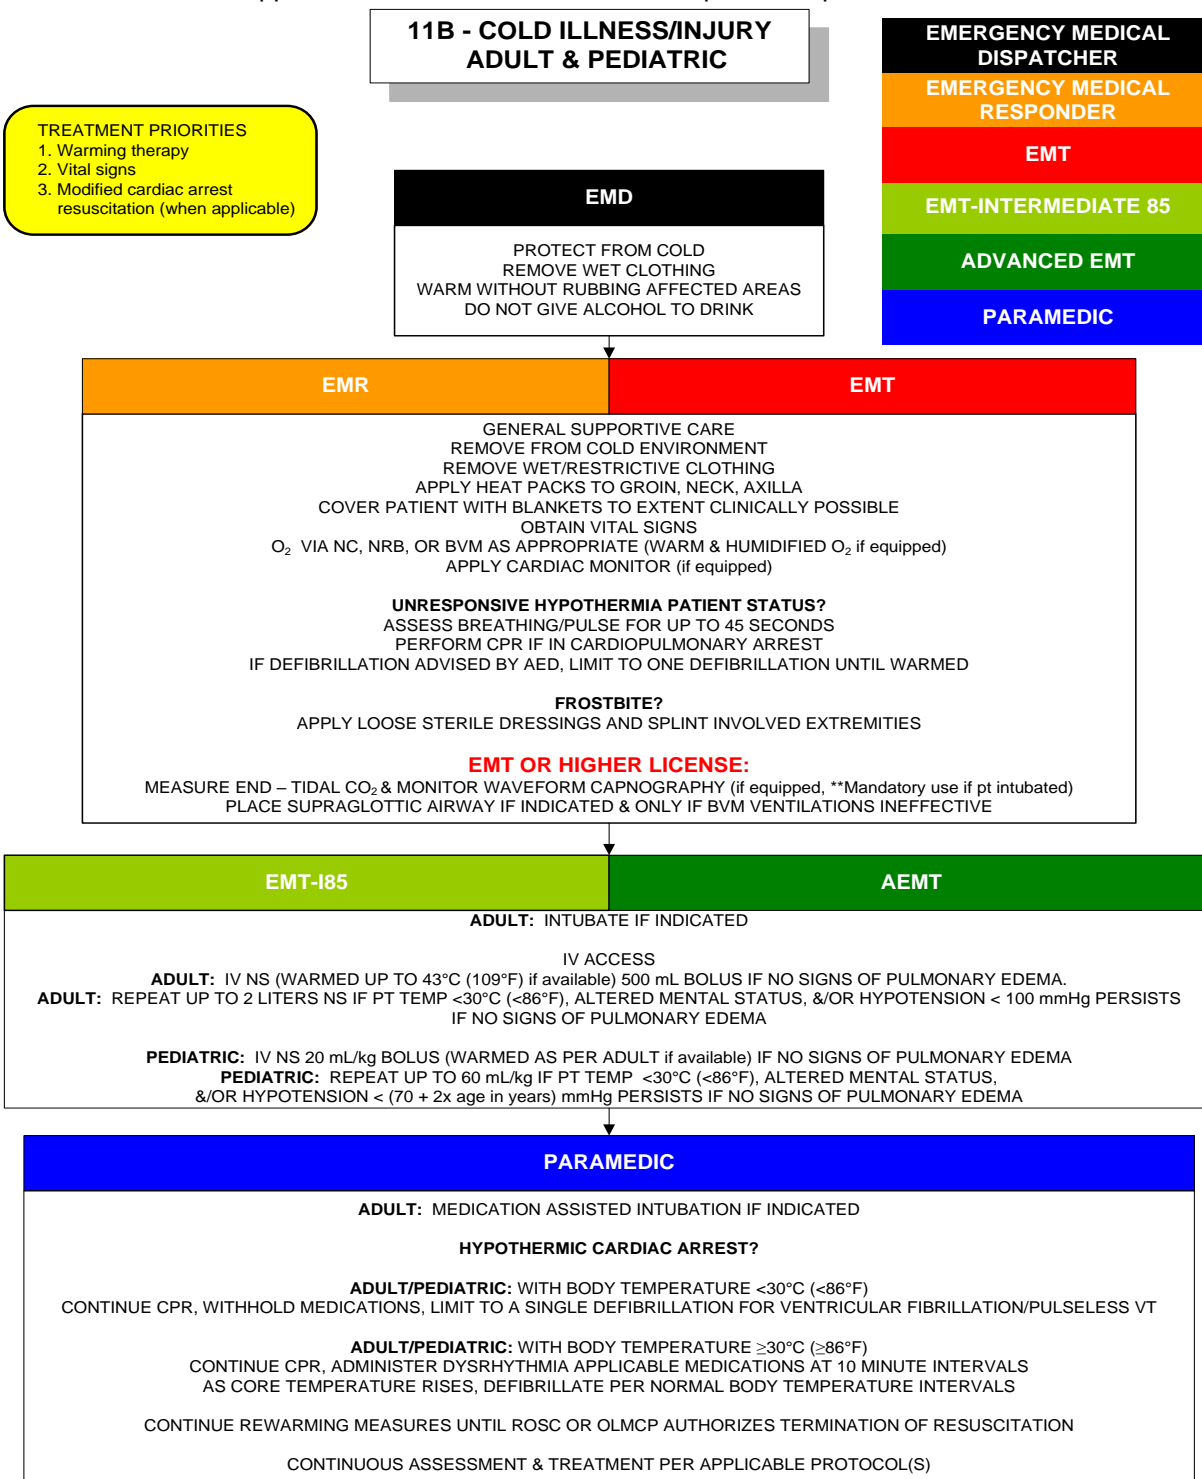 11B - COLD ILLNESS/INJURY
ADULT & PEDIATRIC
EMERGENCY MEDICAL
DISPATCHER
EMERGENCY MEDICAL
RESPONDER
EMT
EMT-INTERMEDIATE 85
ADVANCED EMT
PARAMEDIC
TREATMENT PRIORITIES
1. Warming therapy
2. Vital signs
3. Modified cardiac arrest
resuscitation (when applicable)
EMD
PROTECT FROM COLD
REMOVE WET CLOTHING
WARM WITHOUT RUBBING AFFECTED AREAS
DO NOT GIVE ALCOHOL TO DRINK
EMR
EMT
GENERAL SUPPORTIVE CARE
REMOVE FROM COLD ENVIRONMENT
REMOVE WET/RESTRICTIVE CLOTHING
APPLY HEAT PACKS TO GROIN, NECK, AXILLA
COVER PATIENT WITH BLANKETS TO EXTENT CLINICALLY POSSIBLE
OBTAIN VITAL SIGNS
O₂ VIA NC, NRB, OR BVM AS APPROPRIATE (WARM & HUMIDIFIED O₂ if equipped)
APPLY CARDIAC MONITOR (if equipped)
UNRESPONSIVE HYPOTHERMIA PATIENT STATUS?
ASSESS BREATHING/PULSE FOR UP TO 45 SECONDS
PERFORM CPR IF IN CARDIOPULMONARY ARREST
IF DEFIBRILLATION ADVISED BY AED, LIMIT TO ONE DEFIBRILLATION UNTIL WARMED
FROSTBITE?
APPLY LOOSE STERILE DRESSINGS AND SPLINT INVOLVED EXTREMITIES
EMT OR HIGHER LICENSE:
MEASURE END – TIDAL CO₂ & MONITOR WAVEFORM CAPNOGRAPHY (if equipped, **Mandatory use if pt intubated)
PLACE SUPRAGLOTTIC AIRWAY IF INDICATED & ONLY IF BVM VENTILATIONS INEFFECTIVE
EMT-I85
AEMT
ADULT: INTUBATE IF INDICATED
IV ACCESS
ADULT: IV NS (WARMED UP TO 43°C (109°F) if available) 500 mL BOLUS IF NO SIGNS OF PULMONARY EDEMA.
ADULT: REPEAT UP TO 2 LITERS NS IF PT TEMP <30°C (<86°F), ALTERED MENTAL STATUS, &/OR HYPOTENSION < 100 mmHg PERSISTS
IF NO SIGNS OF PULMONARY EDEMA
PEDIATRIC: IV NS 20 mL/kg BOLUS (WARMED AS PER ADULT if available) IF NO SIGNS OF PULMONARY EDEMA
PEDIATRIC: REPEAT UP TO 60 mL/kg IF PT TEMP <30°C (<86°F), ALTERED MENTAL STATUS,
&/OR HYPOTENSION < (70 + 2x age in years) mmHg PERSISTS IF NO SIGNS OF PULMONARY EDEMA
PARAMEDIC
ADULT: MEDICATION ASSISTED INTUBATION IF INDICATED
HYPOTHERMIC CARDIAC ARREST?
ADULT/PEDIATRIC: WITH BODY TEMPERATURE <30°C (<86°F)
CONTINUE CPR, WITHHOLD MEDICATIONS, LIMIT TO A SINGLE DEFIBRILLATION FOR VENTRICULAR FIBRILLATION/PULSELESS VT
ADULT/PEDIATRIC: WITH BODY TEMPERATURE ≥30°C (≥86°F)
CONTINUE CPR, ADMINISTER DYSRHYTHMIA APPLICABLE MEDICATIONS AT 10 MINUTE INTERVALS
AS CORE TEMPERATURE RISES, DEFIBRILLATE PER NORMAL BODY TEMPERATURE INTERVALS
CONTINUE REWARMING MEASURES UNTIL ROSC OR OLMCP AUTHORIZES TERMINATION OF RESUSCITATION
CONTINUOUS ASSESSMENT & TREATMENT PER APPLICABLE PROTOCOL(S)